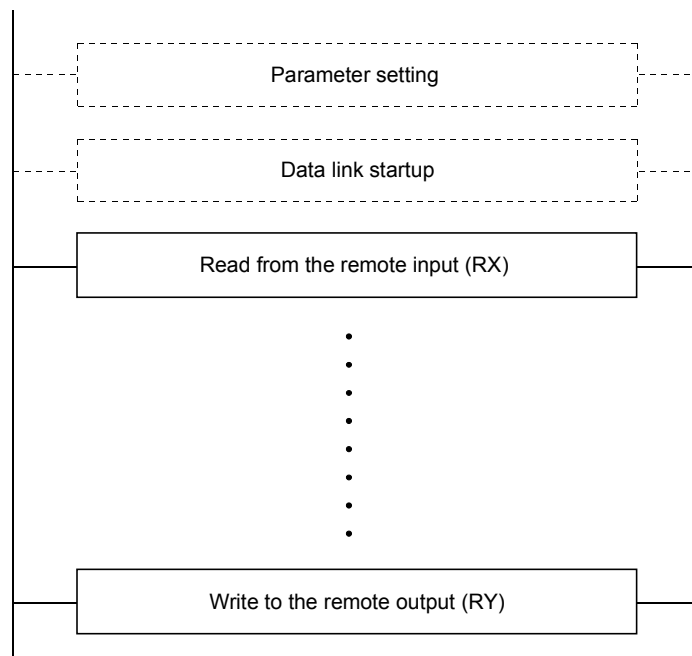 Parameter setting
Data link startup
Read from the remote input (RX)
Write to the remote output (RY)